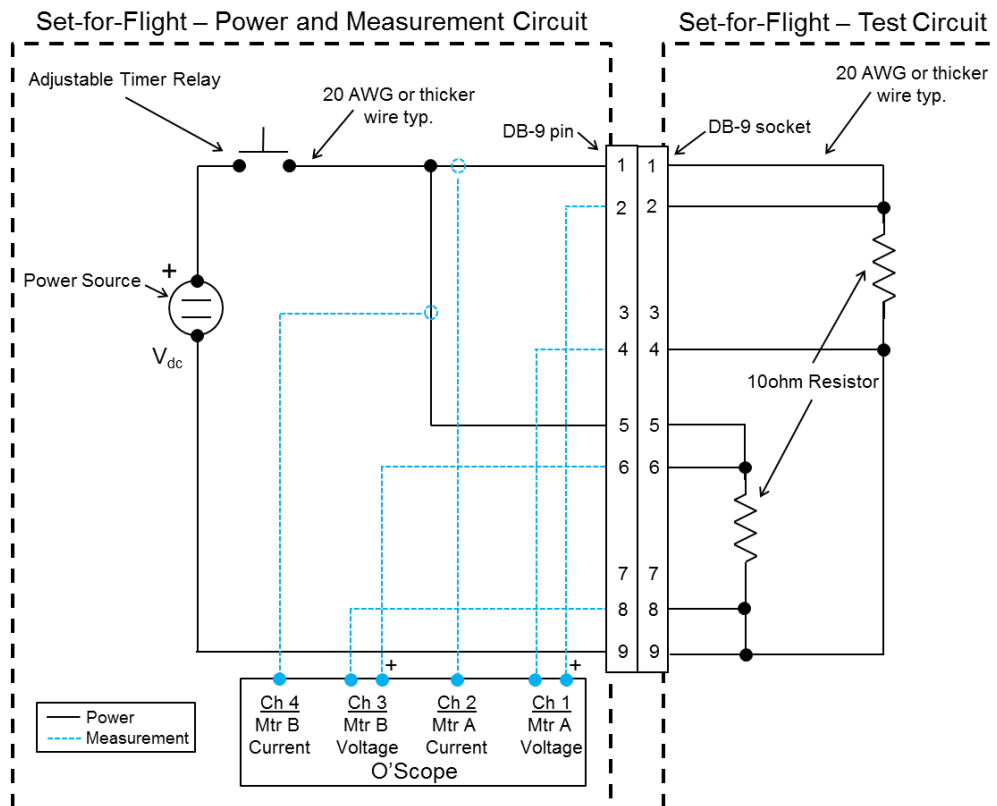 Set-for-Flight – Power and Measurement Circuit
Set-for-Flight – Test Circuit
Adjustable Timer Relay
20 AWG or thicker
wire typ.
DB-9 pin
DB-9 socket
20 AWG or thicker
wire typ.
1 1
2 2
3 3
4 4
5 5
6 6
7 7
8 8
9 9
+
Power Source
Vdc
10ohm Resistor
+
+
Ch 4
Mtr B
Current
Ch 3
Mtr B
Voltage
Ch 2
Mtr A
Current
Ch 1
Mtr A
Voltage
O'Scope
Power
Measurement